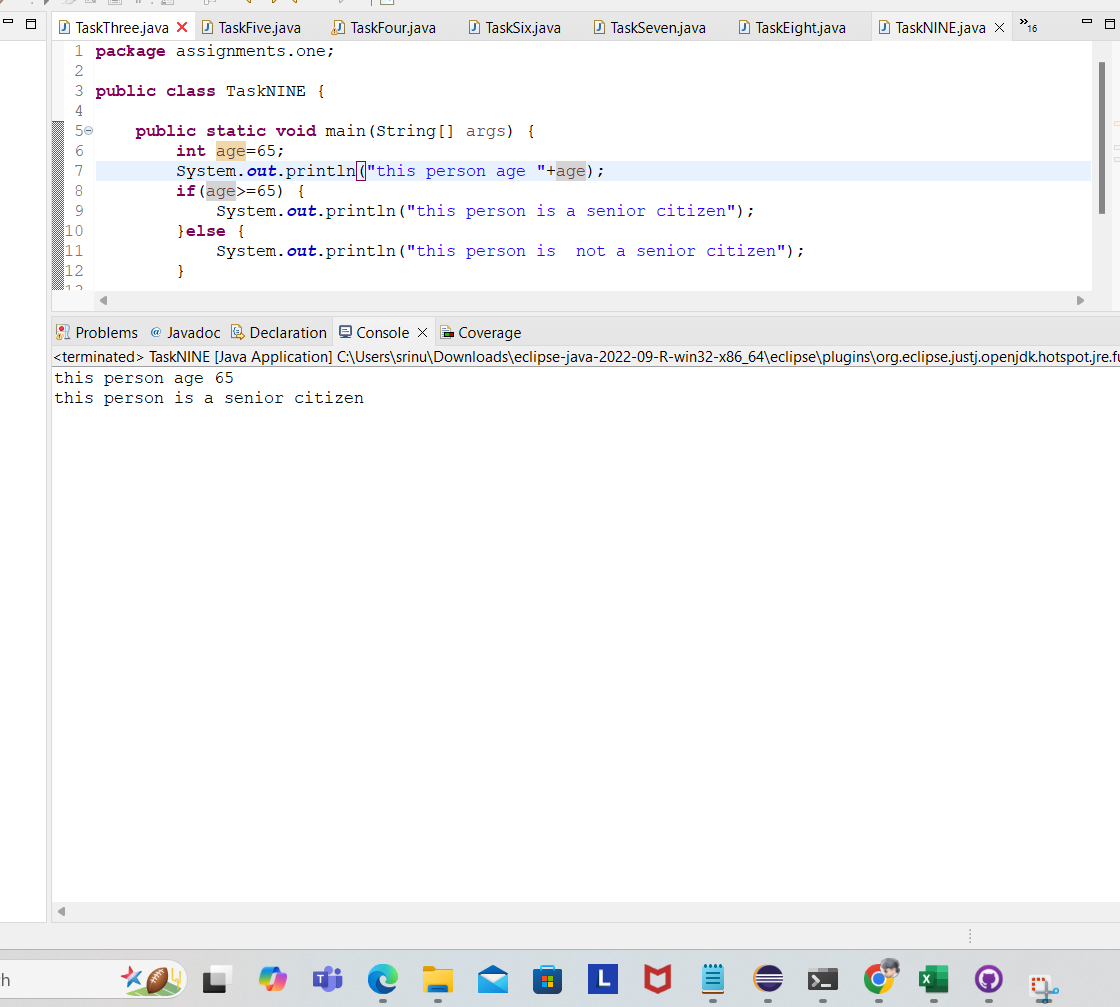 TaskThree.java TaskFive.java TaskFour.java TaskSix.java TaskSeven.java TaskEight.java TaskNINE.java »16
1 package assignments.one;
2
3 public class TaskNINE {
4
5 public static void main(String[] args) {
6 int age=65;
7 System.out.println("this person age "+age);
8 if(age>=65) {
9 System.out.println("this person is a senior citizen");
10 }else {
11 System.out.println("this person is  not a senior citizen");
12 }
Problems @ Javadoc Declaration Console Coverage
<terminated> TaskNINE [Java Application] C:\Users\srinu\Downloads\eclipse-java-2022-09-R-win32-x86_64\eclipse\plugins\org.eclipse.justj.openjdk.hotspot.jre.fu
this person age 65
this person is a senior citizen
h
L